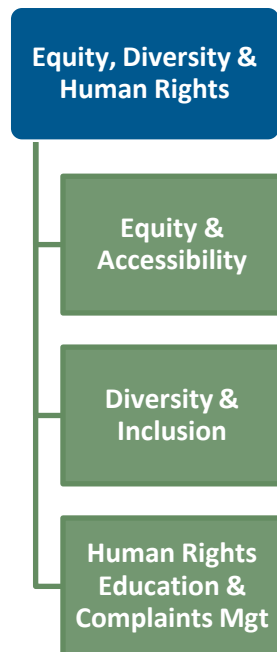 Equity, Diversity &
Human Rights
Equity &
Accessibility
Diversity &
Inclusion
Human Rights
Education &
Complaints Mgt